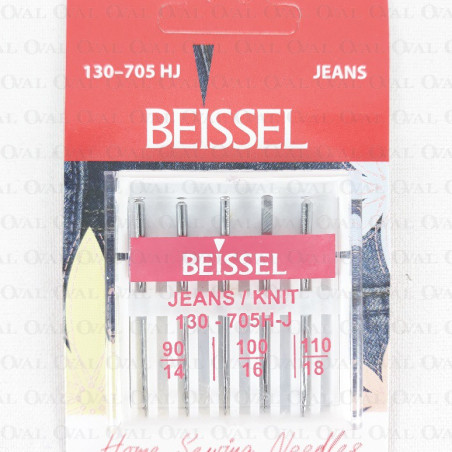 130-705 HJ JEANS
BEISSEL
BEISSEL
JEANS / KNIT
130 - 705H-J
90 100 110
14 16 18
Home Sewing Needles
OVAL